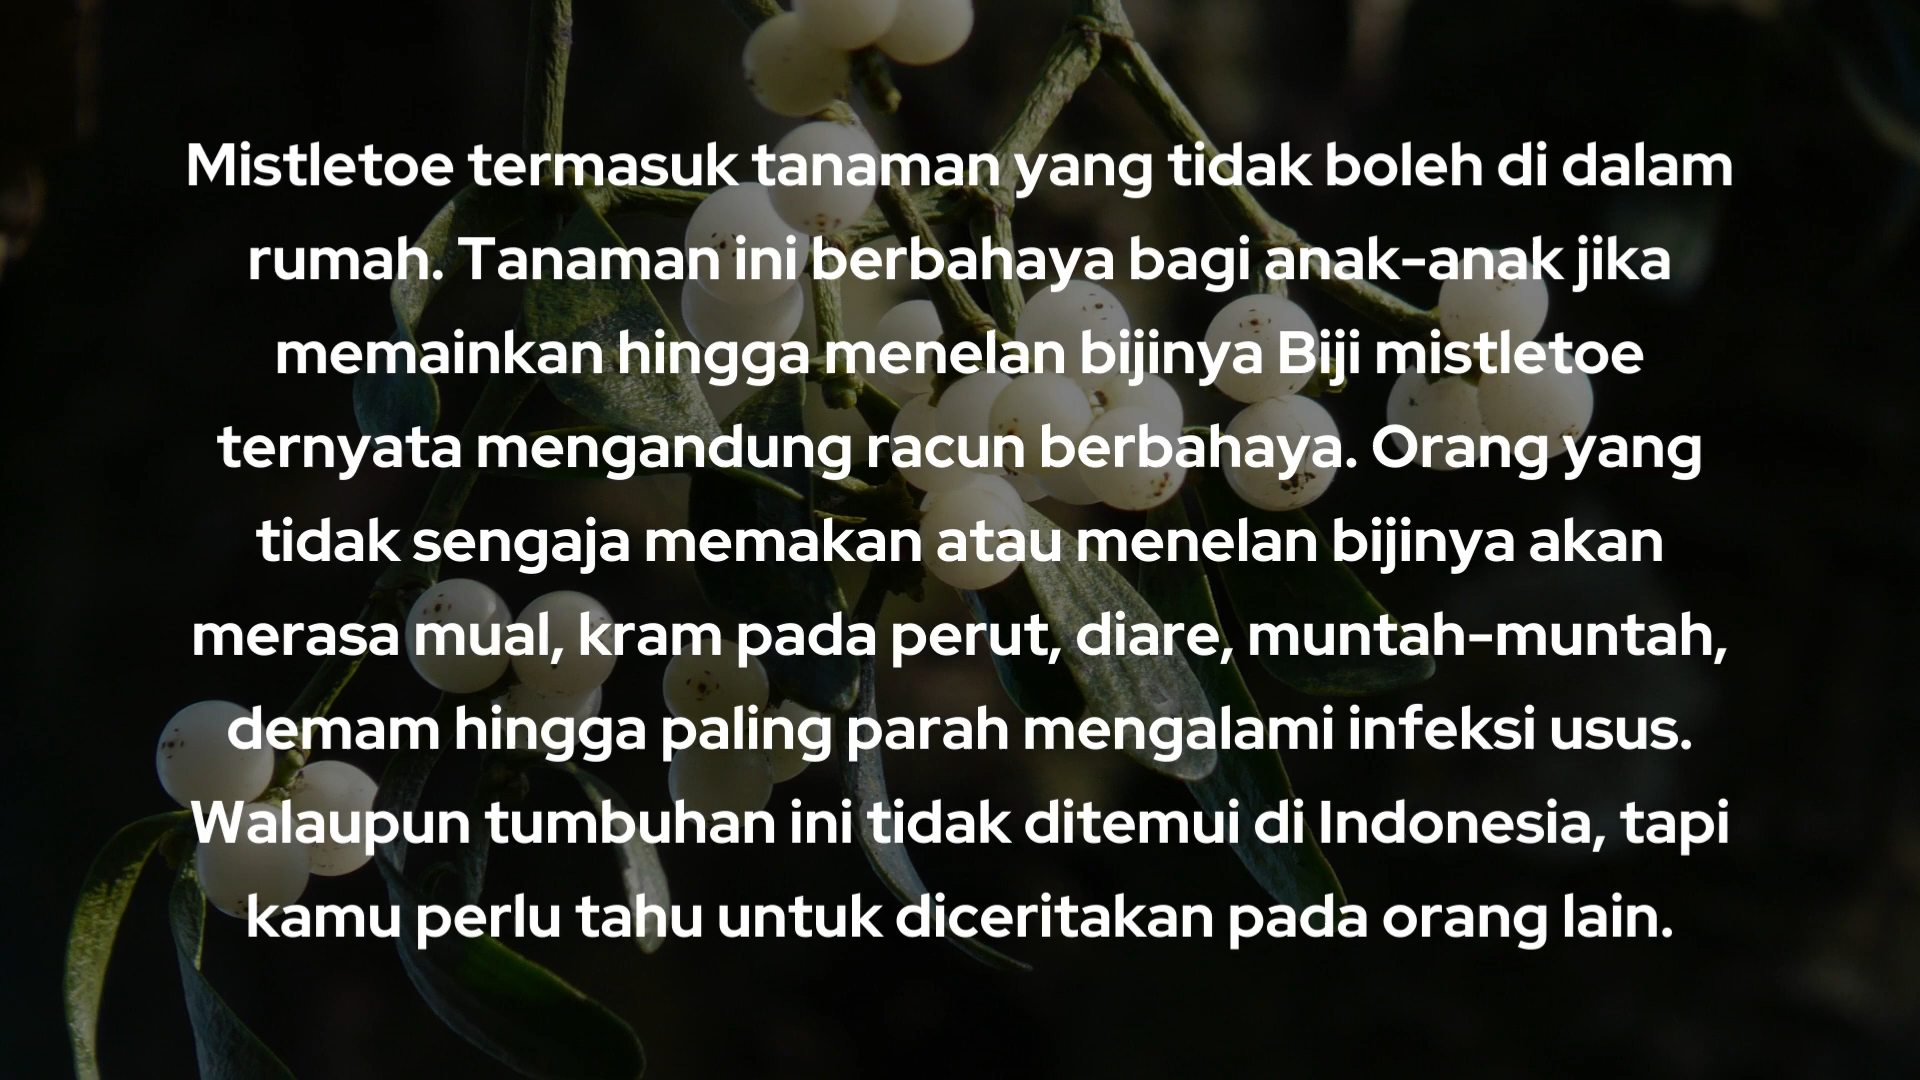 Mistletoe termasuk tanaman yang tidak boleh di dalam
rumah. Tanaman ini berbahaya bagi anak-anak jika
memainkan hingga menelan bijinya Biji mistletoe
ternyata mengandung racun berbahaya. Orang yang
tidak sengaja memakan atau menelan bijinya akan
merasa mual, kram pada perut, diare, muntah-muntah,
demam hingga paling parah mengalami infeksi usus.
Walaupun tumbuhan ini tidak ditemui di Indonesia, tapi
kamu perlu tahu untuk diceritakan pada orang lain.